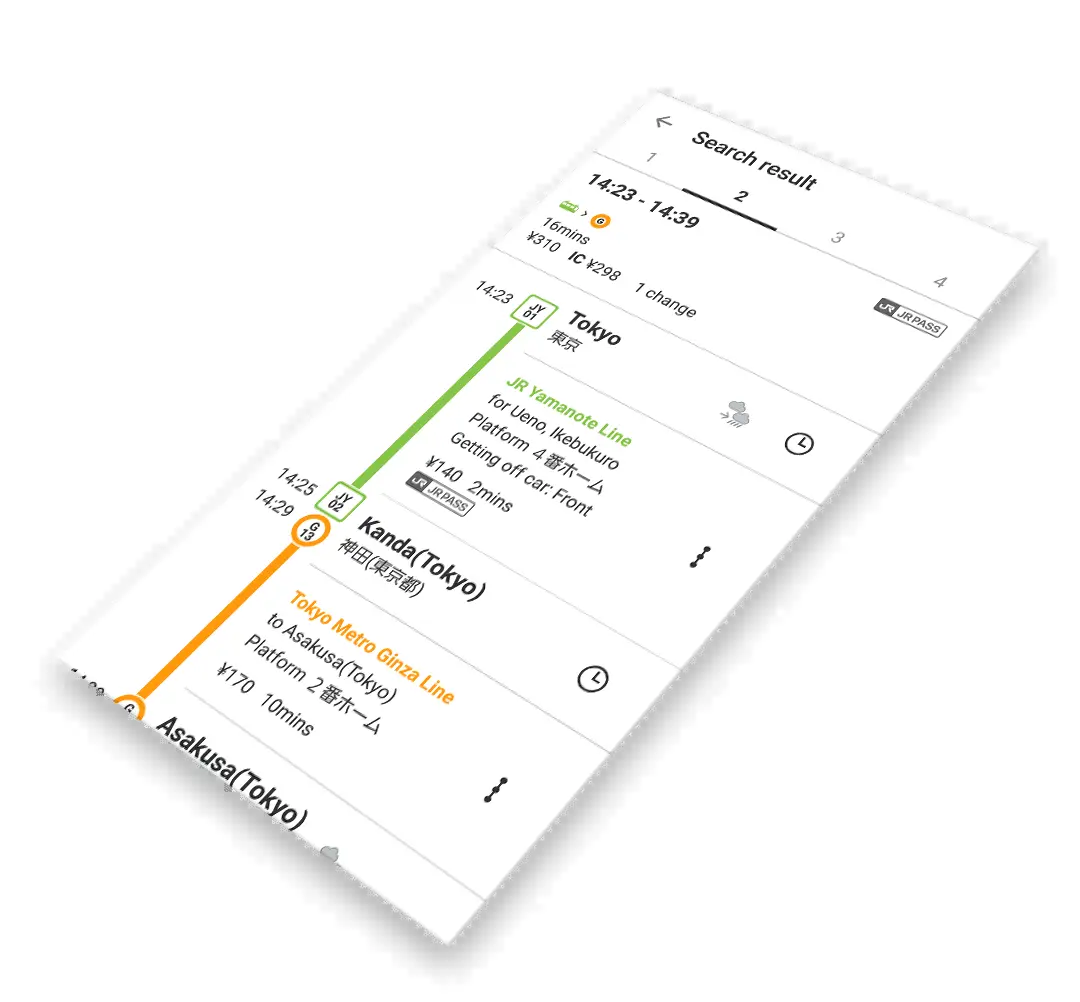 Search result
1 2 3 4
14:23 - 14:39
G
16mins
¥310 IC ¥298 1 change
JR JR PASS
14:23 JY 01 Tokyo
東京
JR Yamanote Line
for Ueno, Ikebukuro
Platform 4番ホーム
Getting off car: Front
¥140 2mins
JR JR PASS
14:25 JY 02
14:29 G 13
Kanda(Tokyo)
神田(東京都)
Tokyo Metro Ginza Line
to Asakusa(Tokyo)
Platform 2番ホーム
¥170 10mins
G Asakusa(Tokyo)